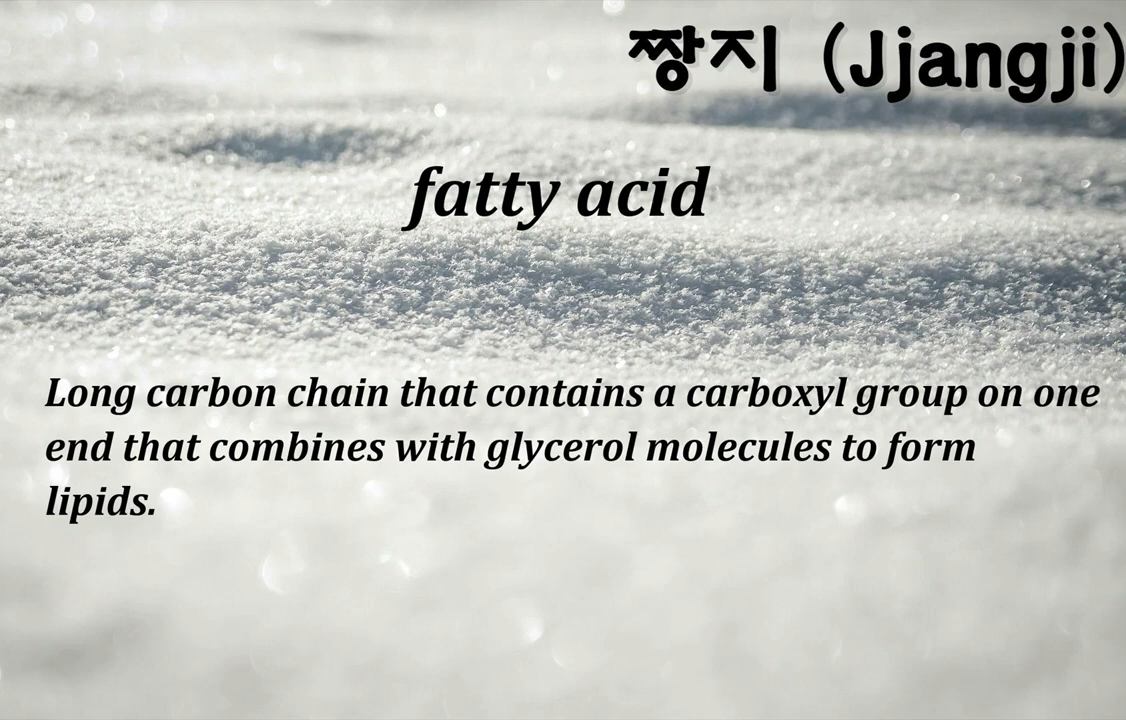 짱지 (Jjangji)
fatty acid
Long carbon chain that contains a carboxyl group on one
end that combines with glycerol molecules to form
lipids.